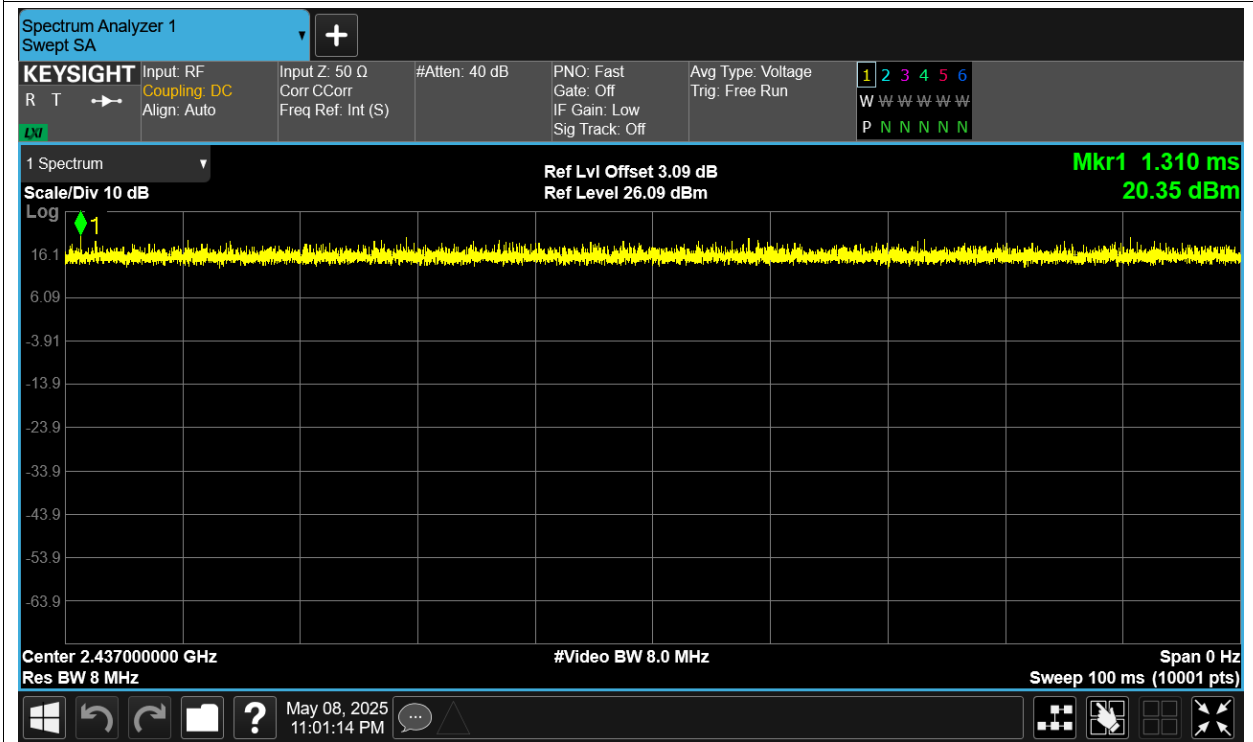 Spectrum Analyzer 1
Swept SA
+
KEYSIGHT
R T
LXI
Input: RF
Coupling: DC
Align: Auto
Input Z: 50 Ω
Corr CCorr
Freq Ref: Int (S)
#Atten: 40 dB
PNO: Fast
Gate: Off
IF Gain: Low
Sig Track: Off
Avg Type: Voltage
Trig: Free Run
1 2 3 4 5 6
W W W W W W
P N N N N N
1 Spectrum
Scale/Div 10 dB
Ref Lvl Offset 3.09 dB
Ref Level 26.09 dBm
Mkr1 1.310 ms
20.35 dBm
Log
1
16.1
6.09
-3.91
-13.9
-23.9
-33.9
-43.9
-53.9
-63.9
Center 2.437000000 GHz
#Video BW 8.0 MHz
Span 0 Hz
Res BW 8 MHz
Sweep 100 ms (10001 pts)
?
May 08, 2025
11:01:14 PM